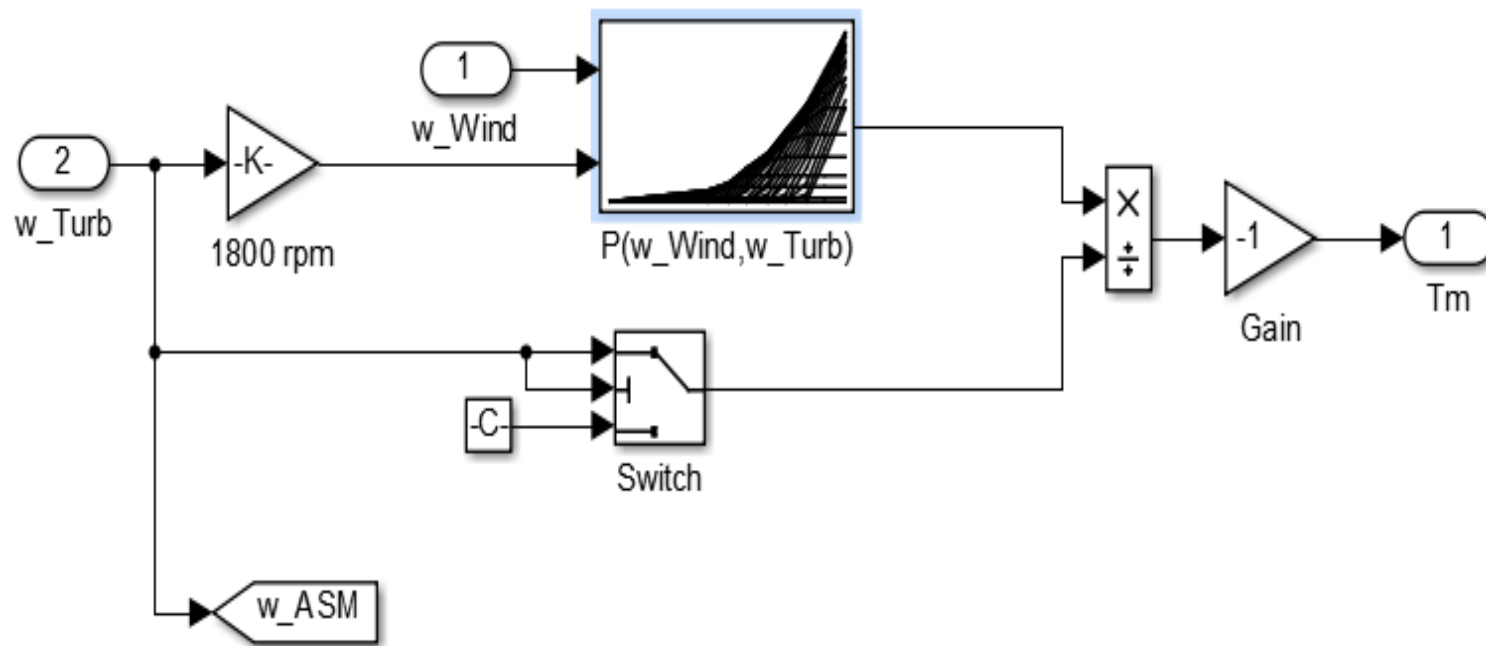 1
w_Wind
2
w_Turb
-K-
1800 rpm
P(w_Wind,w_Turb)
×
÷
-1
Gain
1
Tm
-C-
Switch
w_ASM